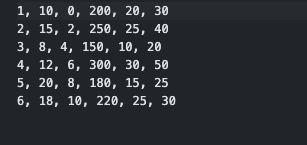 1, 10, 0, 200, 20, 30
2, 15, 2, 250, 25, 40
3, 8, 4, 150, 10, 20
4, 12, 6, 300, 30, 50
5, 20, 8, 180, 15, 25
6, 18, 10, 220, 25, 30